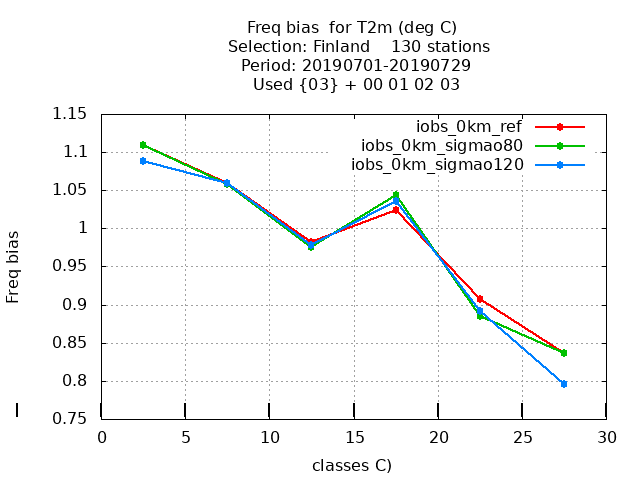 Freq bias  for T2m (deg C)
Selection: Finland    130 stations
Period: 20190701-20190729
Used {03} + 00 01 02 03
iobs_0km_ref
iobs_0km_sigmao80
iobs_0km_sigmao120
1.15
1.1
1.05
1
0.95
0.9
0.85
0.8
0.75
Freq bias
0 5 10 15 20 25 30
classes C)